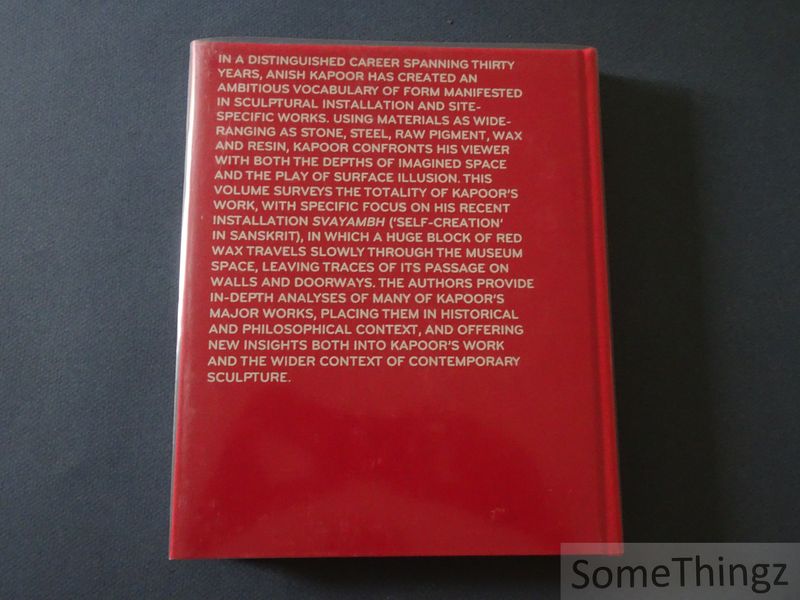 IN A DISTINGUISHED CAREER SPANNING THIRTY
YEARS, ANISH KAPOOR HAS CREATED AN
AMBITIOUS VOCABULARY OF FORM MANIFESTED
IN SCULPTURAL INSTALLATION AND SITE-
SPECIFIC WORKS. USING MATERIALS AS WIDE-
RANGING AS STONE, STEEL, RAW PIGMENT, WAX
AND RESIN, KAPOOR CONFRONTS HIS VIEWER
WITH BOTH THE DEPTHS OF IMAGINED SPACE
AND THE PLAY OF SURFACE ILLUSION. THIS
VOLUME SURVEYS THE TOTALITY OF KAPOOR'S
WORK, WITH SPECIFIC FOCUS ON HIS RECENT
INSTALLATION SVAYAMBH ('SELF-CREATION'
IN SANSKRIT), IN WHICH A HUGE BLOCK OF RED
WAX TRAVELS SLOWLY THROUGH THE MUSEUM
SPACE, LEAVING TRACES OF ITS PASSAGE ON
WALLS AND DOORWAYS. THE AUTHORS PROVIDE
IN-DEPTH ANALYSES OF MANY OF KAPOOR'S
MAJOR WORKS, PLACING THEM IN HISTORICAL
AND PHILOSOPHICAL CONTEXT, AND OFFERING
NEW INSIGHTS BOTH INTO KAPOOR'S WORK
AND THE WIDER CONTEXT OF CONTEMPORARY
SCULPTURE.
SomeThingz